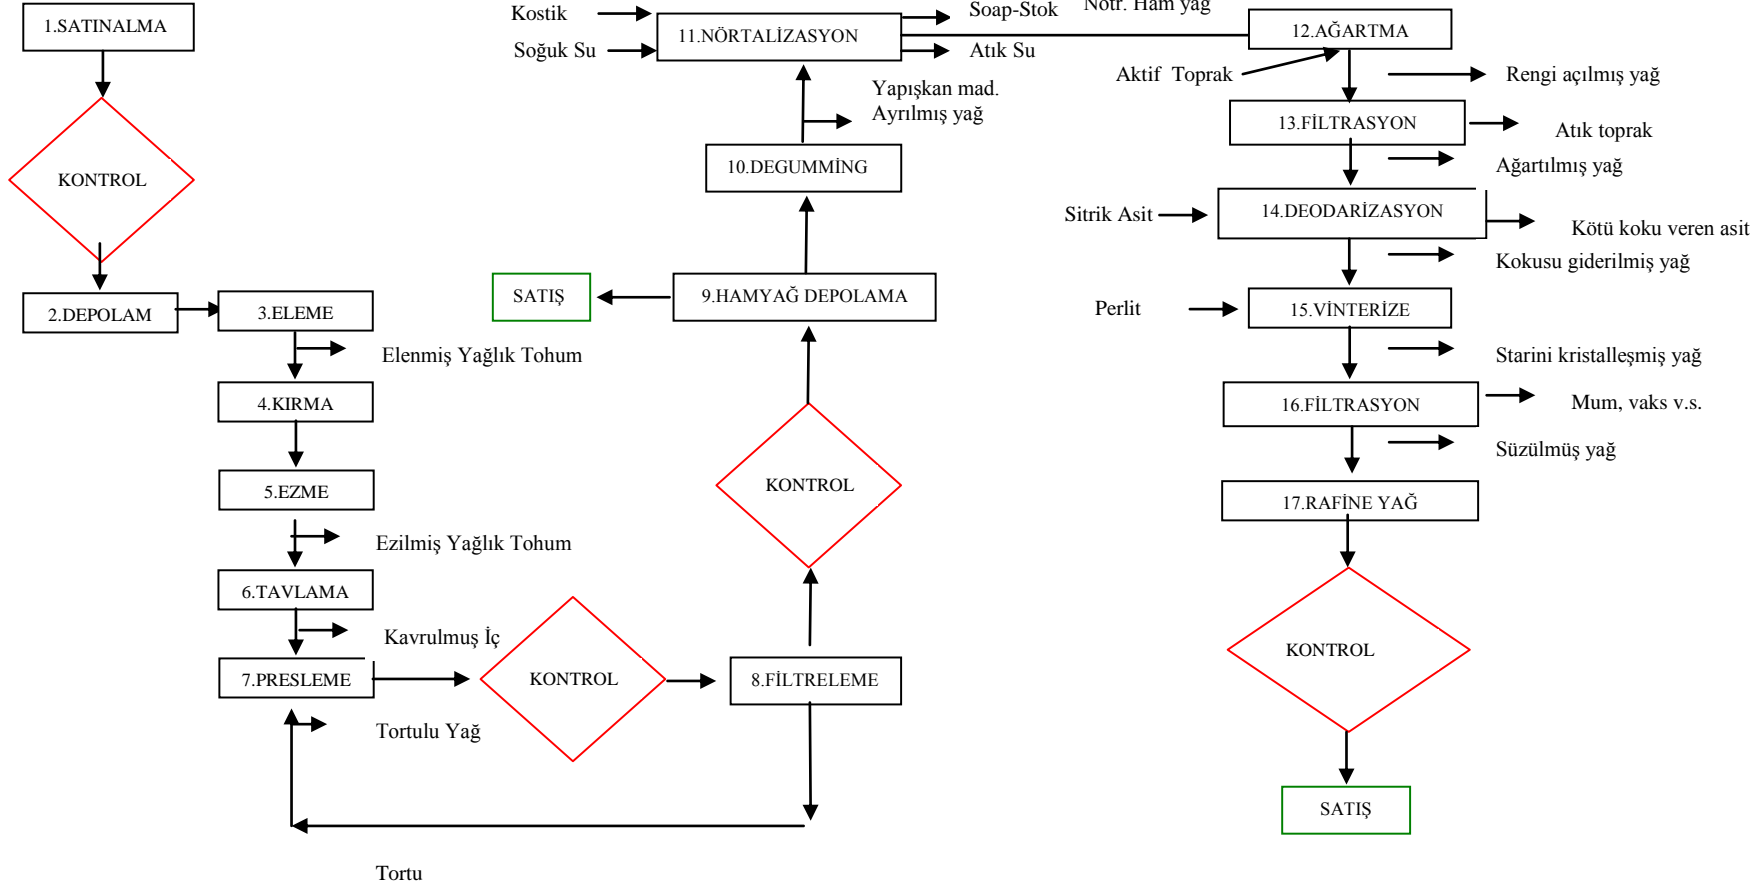 1.SATINALMA
KONTROL
2.DEPOLAM
3.ELEME
Elenmiş Yağlık Tohum
4.KIRMA
5.EZME
Ezilmiş Yağlık Tohum
6.TAVLAMA
Kavrulmuş İç
7.PRESLEME
KONTROL
8.FİLTRELEME
Tortulu Yağ
Tortu
KONTROL
9.HAMYAĞ DEPOLAMA
SATIŞ
10.DEGUMMİNG
Yapışkan mad.
Ayrılmış yağ
Kostik
Soğuk Su
11.NÖRTALİZASYON
Soap-Stok
Atık Su
Nötr. Ham yağ
12.AĞARTMA
Aktif Toprak
Rengi açılmış yağ
13.FİLTRASYON
Atık toprak
Ağartılmış yağ
Sitrik Asit
14.DEODARİZASYON
Kötü koku veren asit
Kokusu giderilmiş yağ
Perlit
15.VİNTERİZE
Starini kristalleşmiş yağ
16.FİLTRASYON
Mum, vaks v.s.
Süzülmüş yağ
17.RAFİNE YAĞ
KONTROL
SATIŞ